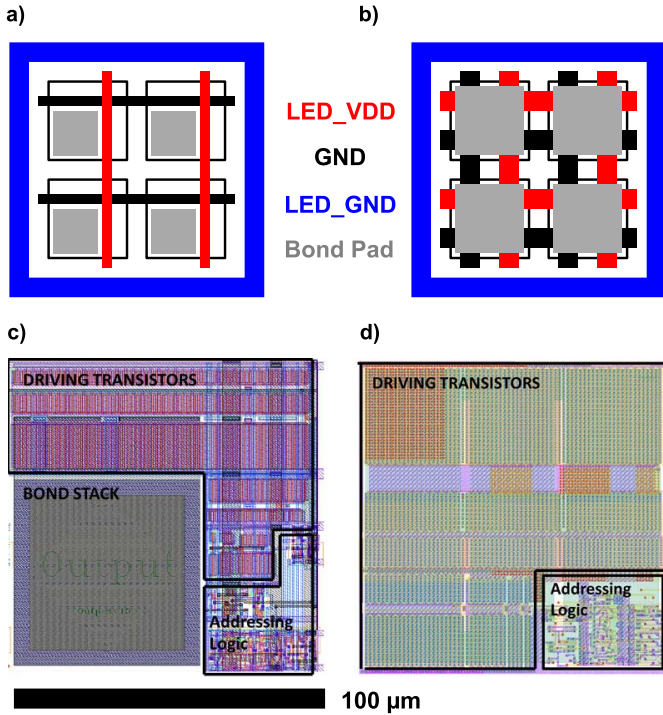 a)
b)
LED_VDD
GND
LED_GND
Bond Pad
c)
d)
DRIVING TRANSISTORS
DRIVING TRANSISTORS
BOND STACK
Output
Addressing
Logic
Addressing
Logic
100 µm